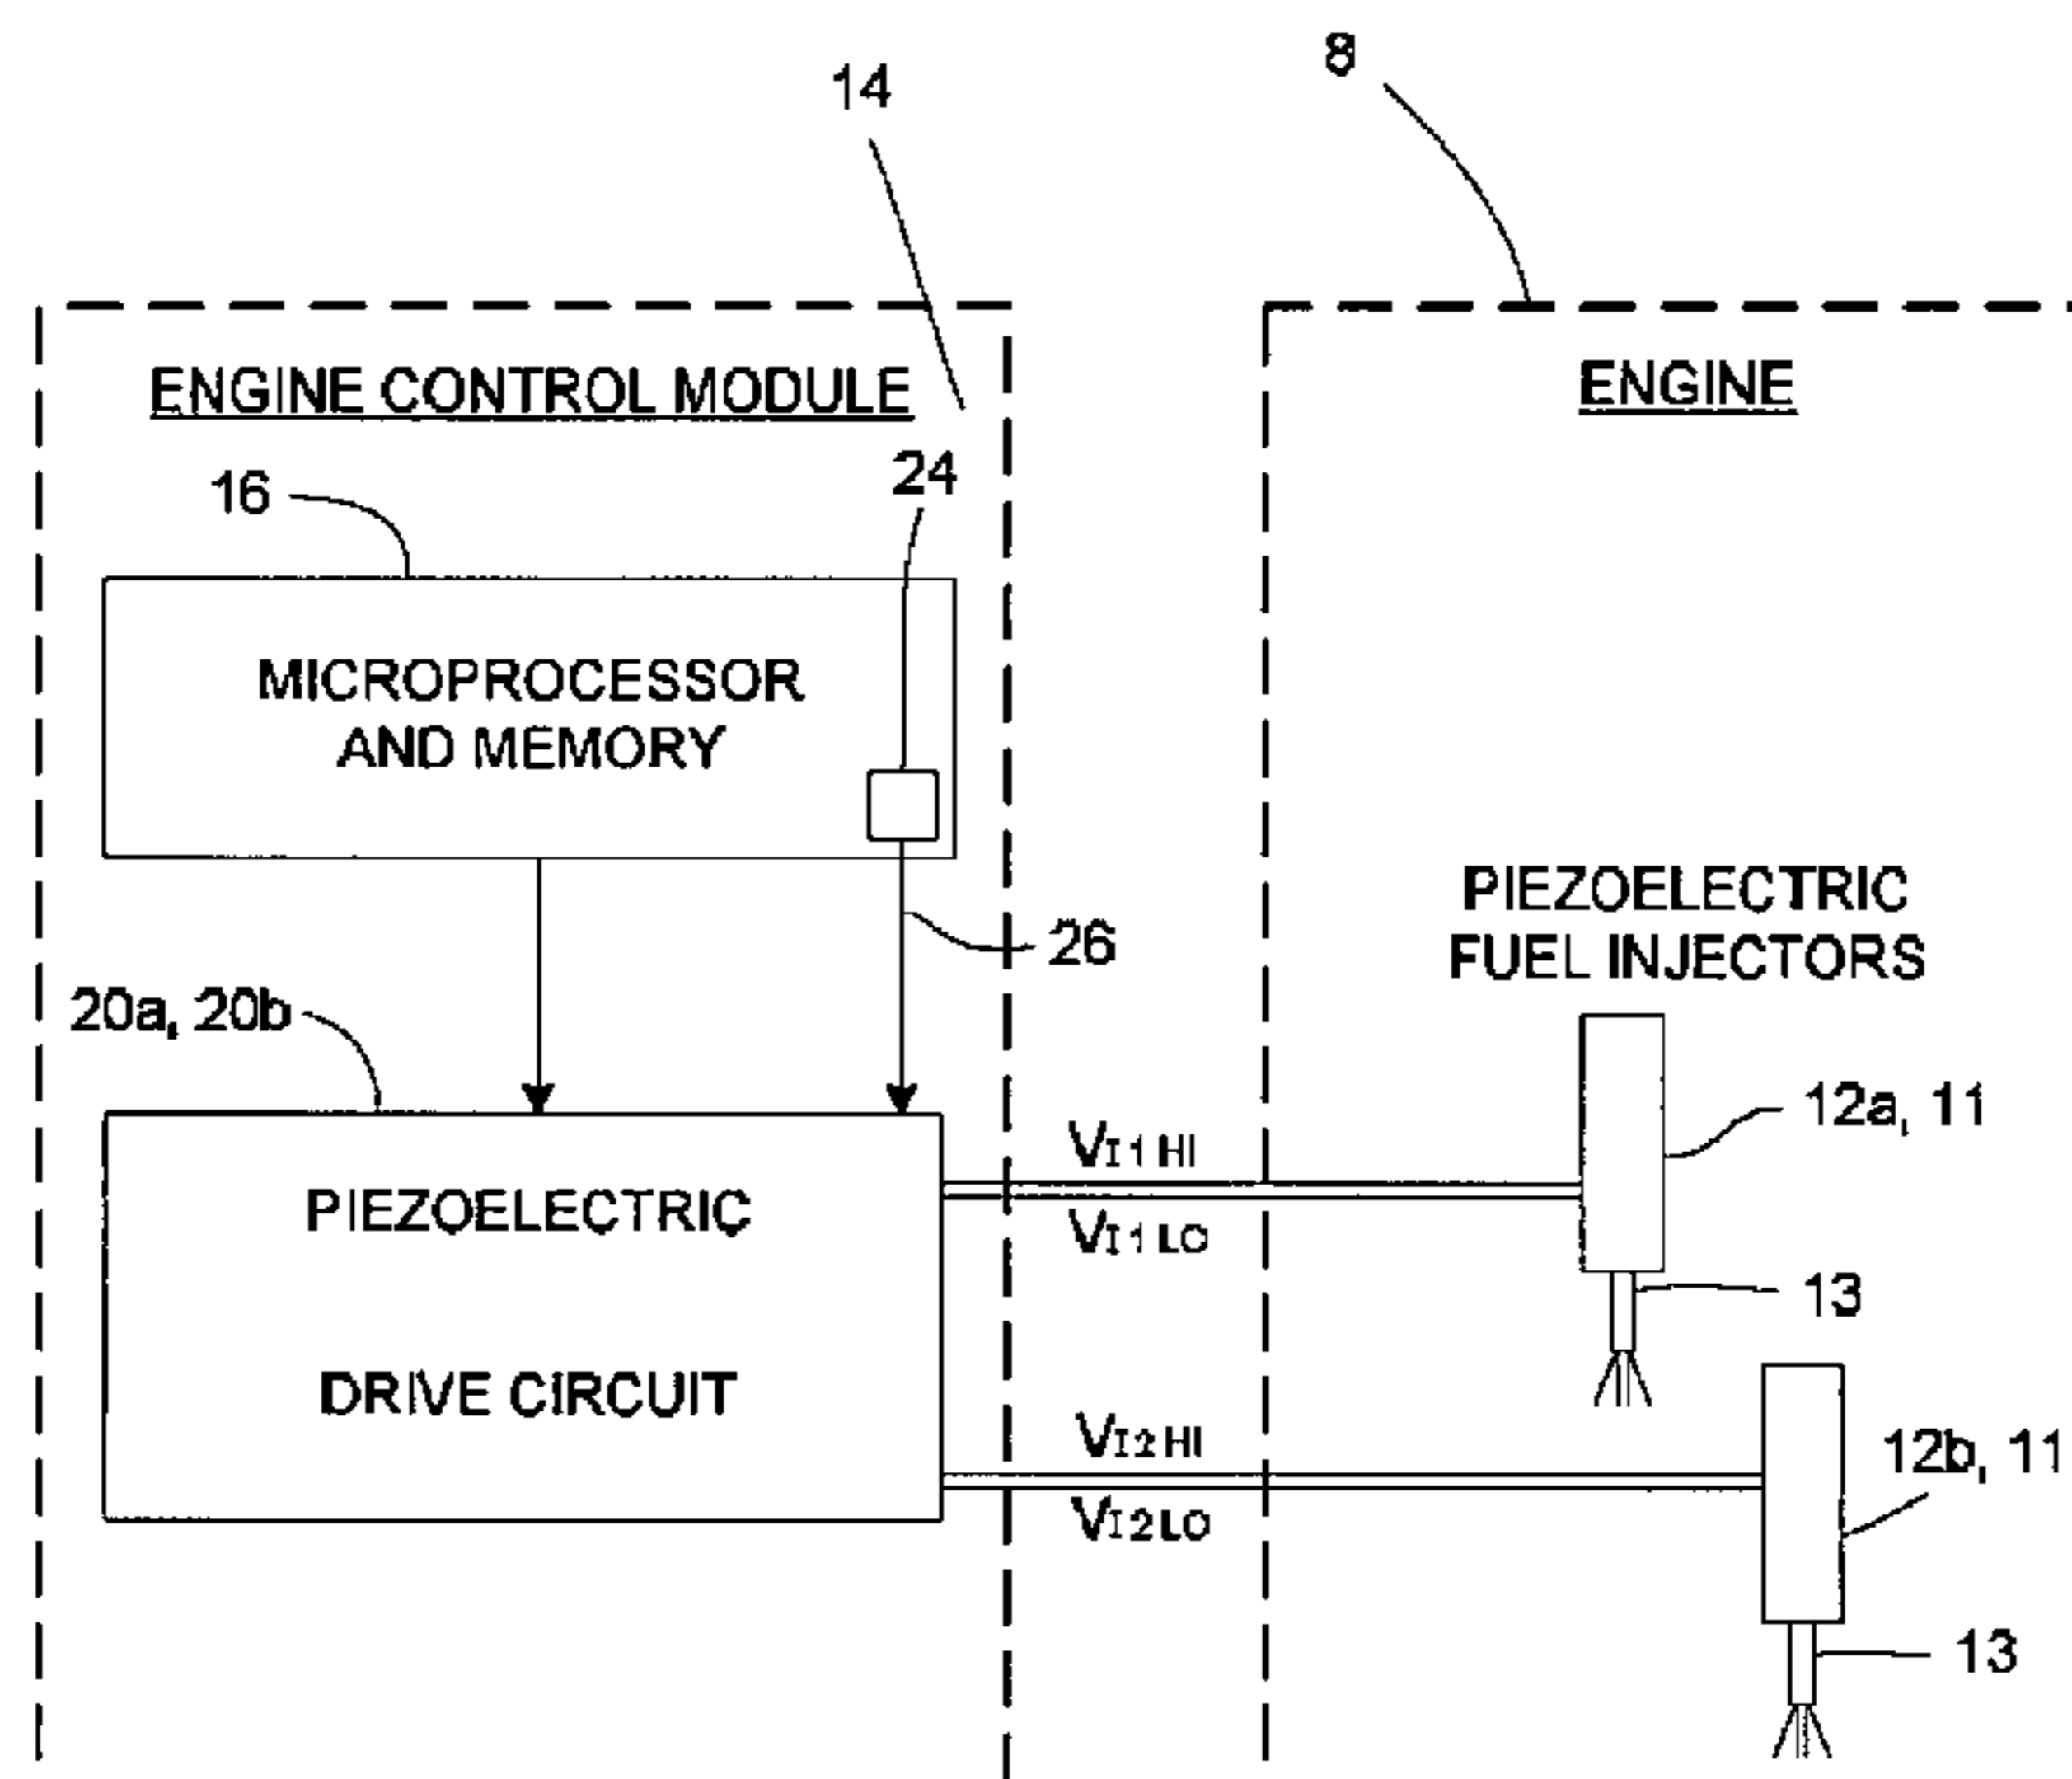 14
8
ENGINE CONTROL MODULE
ENGINE
16
24
MICROPROCESSOR
AND MEMORY
26
PIEZOELECTRIC
FUEL INJECTORS
20a, 20b
12a, 11
VI1 HI
PIEZOELECTRIC
VI1 LO
13
DRIVE CIRCUIT
VI2 HI
12b, 11
VI2 LO
13